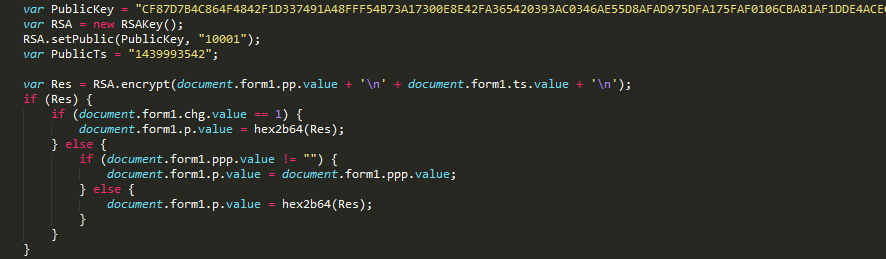 var PublicKey = "CF87D7B4C864F4842F1D337491A48FFF54B73A17300E8E42FA365420393AC0346AE55D8AFAD975DFA175FAF0106CBA81AF1DDE4ACEC
var RSA = new RSAKey();
RSA.setPublic(PublicKey, "10001");
var PublicTs = "1439993542";
var Res = RSA.encrypt(document.form1.pp.value + '\n' + document.form1.ts.value + '\n');
if (Res) {
if (document.form1.chg.value == 1) {
document.form1.p.value = hex2b64(Res);
} else {
if (document.form1.ppp.value != "") {
document.form1.p.value = document.form1.ppp.value;
} else {
document.form1.p.value = hex2b64(Res);
}
}
}